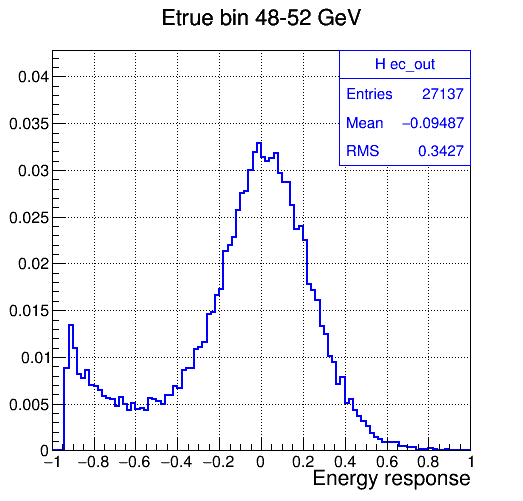 Etrue bin 48-52 GeV
H ec_out
Entries 27137
Mean −0.09487
RMS 0.3427
0.04
0.035
0.03
0.025
0.02
0.015
0.01
0.005
0
−1 −0.8 −0.6 −0.4 −0.2 0 0.2 0.4 0.6 0.8 1
Energy response